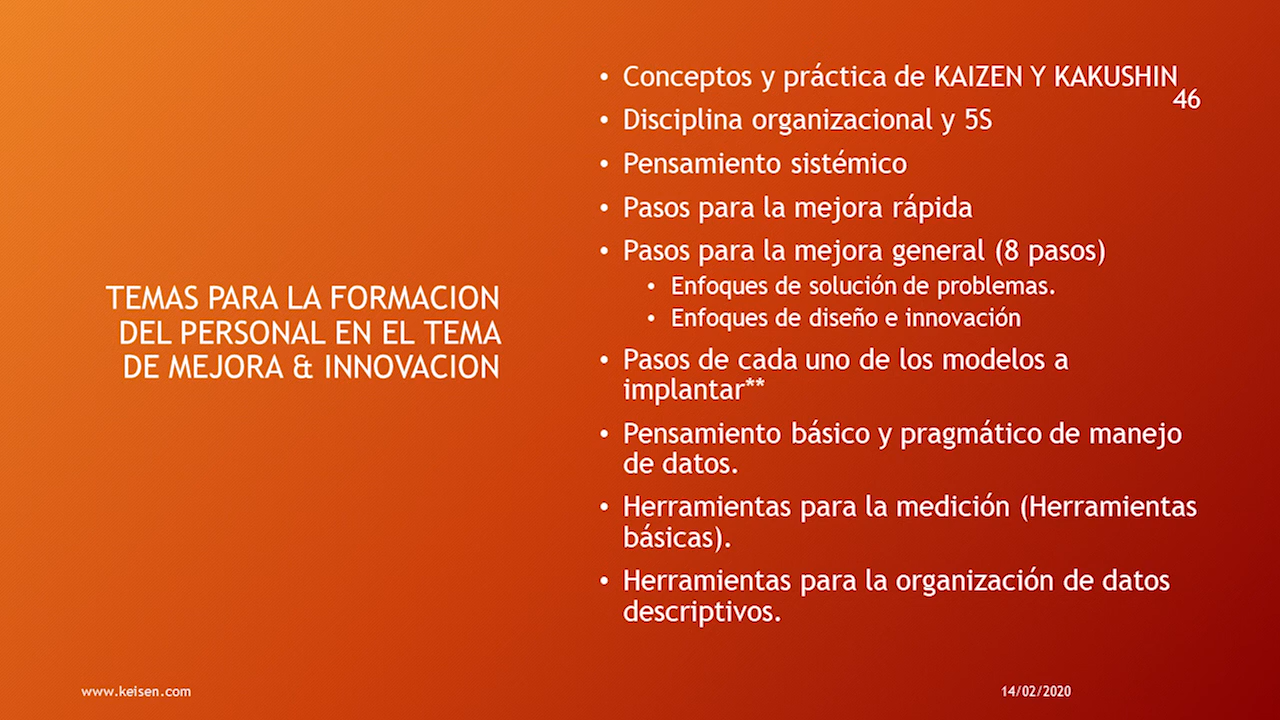 TEMAS PARA LA FORMACION
DEL PERSONAL EN EL TEMA
DE MEJORA & INNOVACION
• Conceptos y práctica de KAIZEN Y KAKUSHIN
46
• Disciplina organizacional y 5S
• Pensamiento sistémico
• Pasos para la mejora rápida
• Pasos para la mejora general (8 pasos)
• Enfoques de solución de problemas.
• Enfoques de diseño e innovación
• Pasos de cada uno de los modelos a
implantar**
• Pensamiento básico y pragmático de manejo
de datos.
• Herramientas para la medición (Herramientas
básicas).
• Herramientas para la organización de datos
descriptivos.
www.keisen.com
14/02/2020